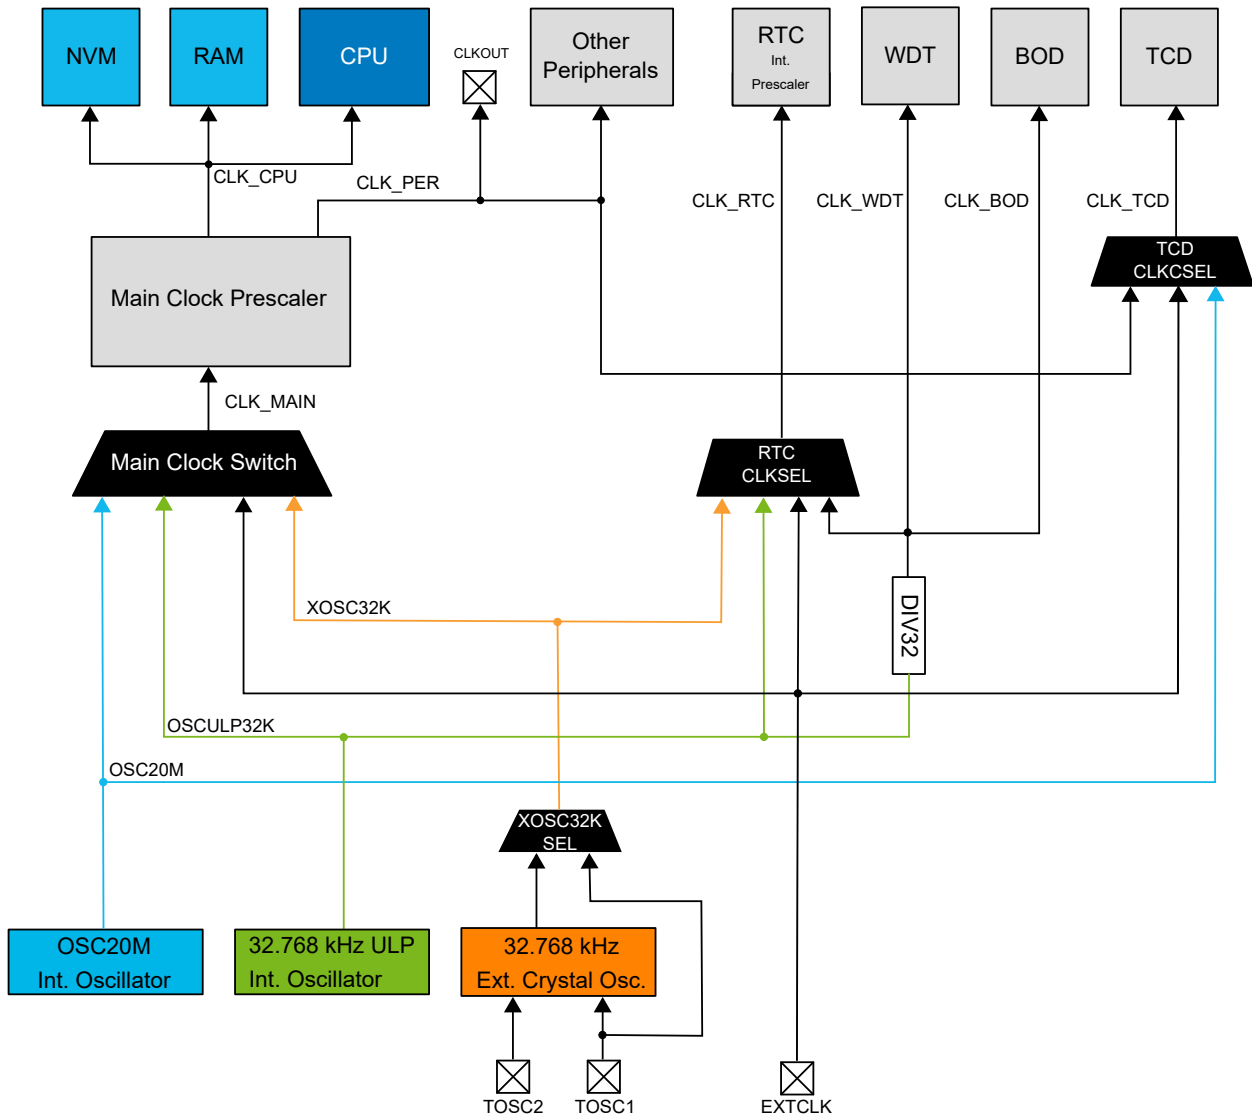 NVM
RAM
CPU
CLKOUT
Other
Peripherals
RTC
Int.
Prescaler
WDT
BOD
TCD
CLK_CPU
CLK_PER
CLK_RTC
CLK_WDT
CLK_BOD
CLK_TCD
TCD
CLKCSEL
Main Clock Prescaler
CLK_MAIN
Main Clock Switch
RTC
CLKSEL
XOSC32K
DIV32
OSCULP32K
OSC20M
XOSC32K
SEL
OSC20M
Int. Oscillator
32.768 kHz ULP
Int. Oscillator
32.768 kHz
Ext. Crystal Osc.
TOSC2
TOSC1
EXTCLK